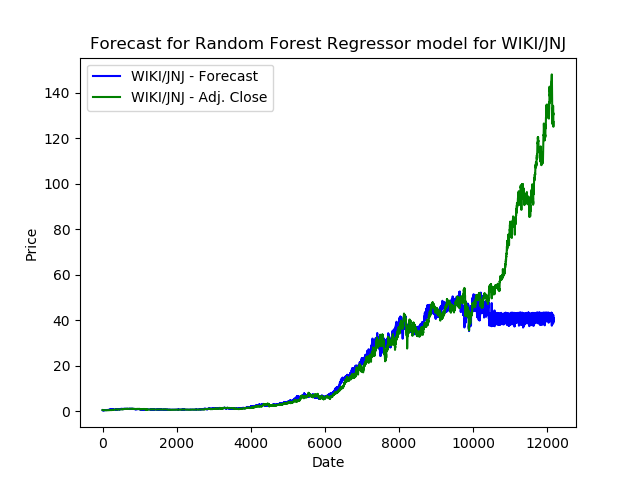 Forecast for Random Forest Regressor model for WIKI/JNJ
WIKI/JNJ - Forecast
WIKI/JNJ - Adj. Close
140
120
100
80
60
40
20
0
Price
0 2000 4000 6000 8000 10000 12000
Date